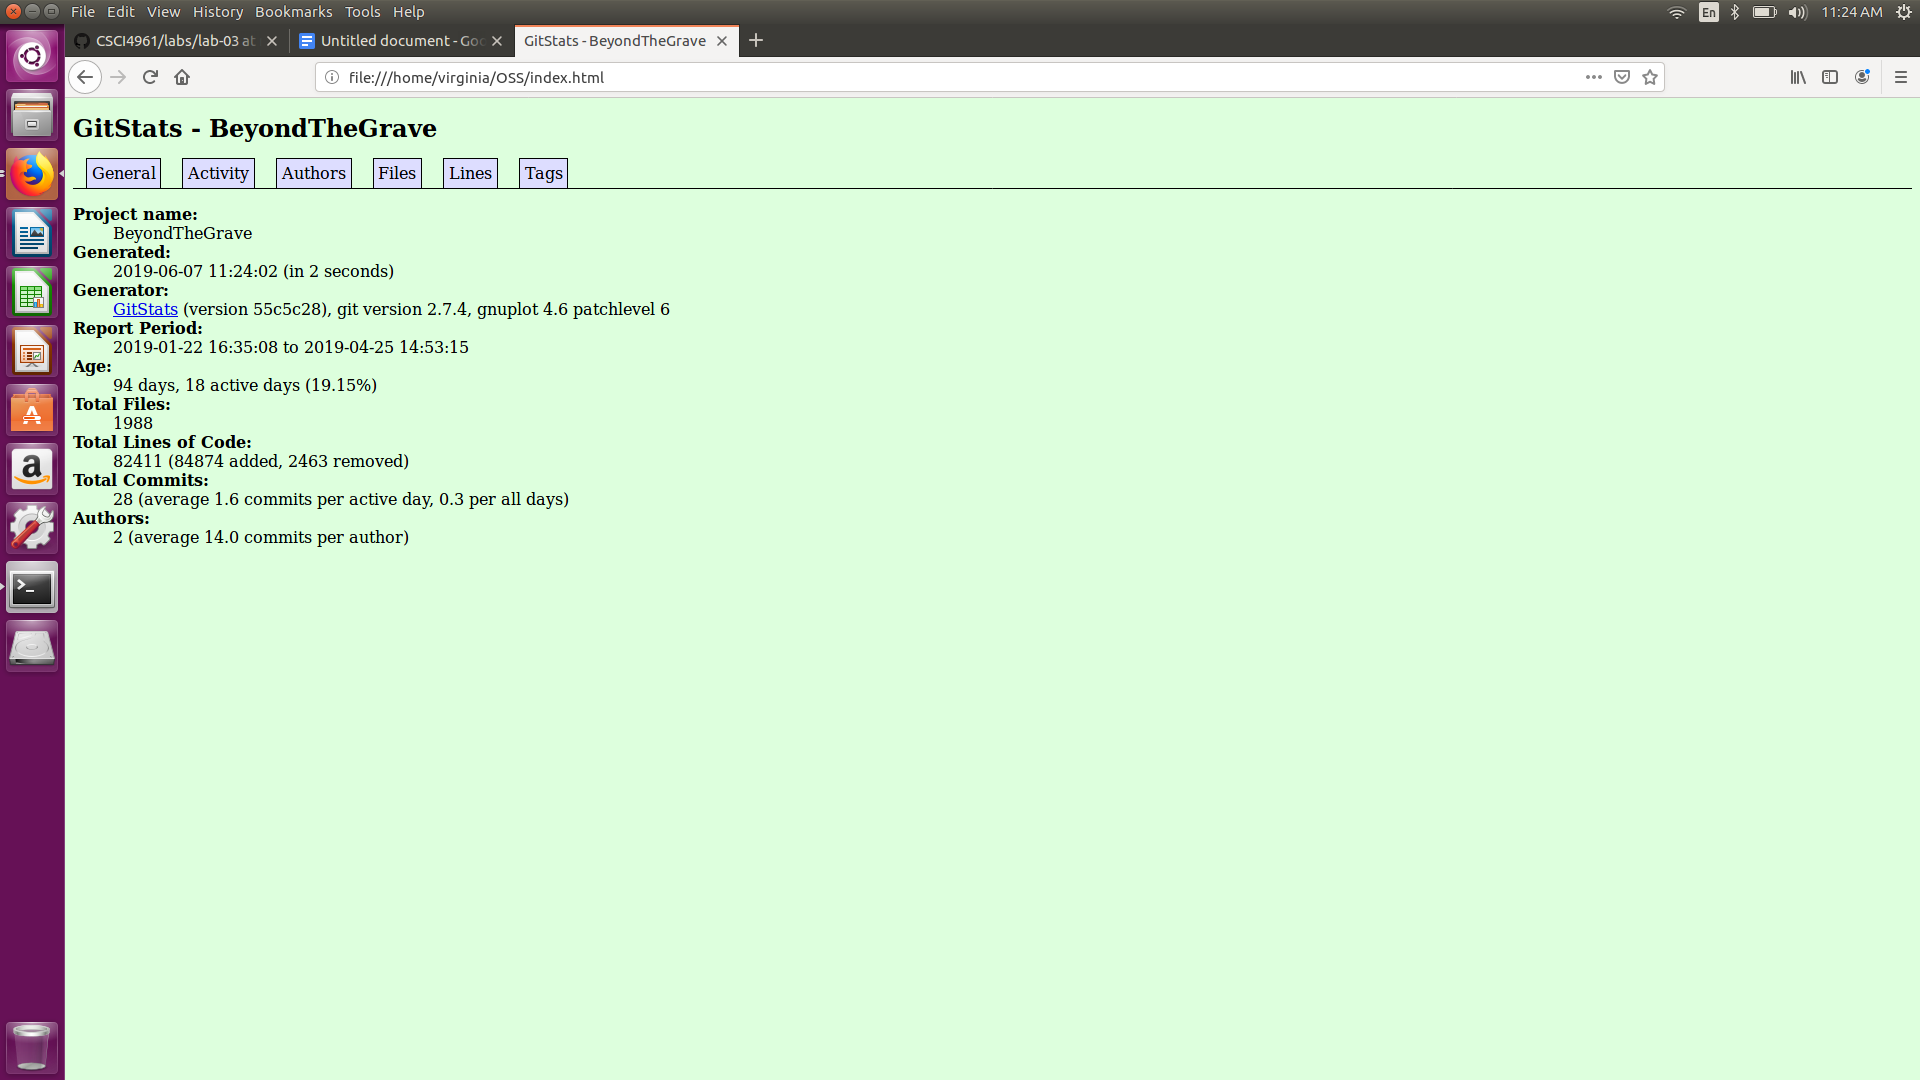 File Edit View History Bookmarks Tools Help
En
11:24 AM
CSCI4961/labs/lab-03 at
Untitled document - Goo
GitStats - BeyondTheGrave
file:///home/virginia/OSS/index.html
GitStats - BeyondTheGrave
General Activity Authors Files Lines Tags
Project name:
BeyondTheGrave
Generated:
2019-06-07 11:24:02 (in 2 seconds)
Generator:
GitStats (version 55c5c28), git version 2.7.4, gnuplot 4.6 patchlevel 6
Report Period:
2019-01-22 16:35:08 to 2019-04-25 14:53:15
Age:
94 days, 18 active days (19.15%)
Total Files:
1988
Total Lines of Code:
82411 (84874 added, 2463 removed)
Total Commits:
28 (average 1.6 commits per active day, 0.3 per all days)
Authors:
2 (average 14.0 commits per author)